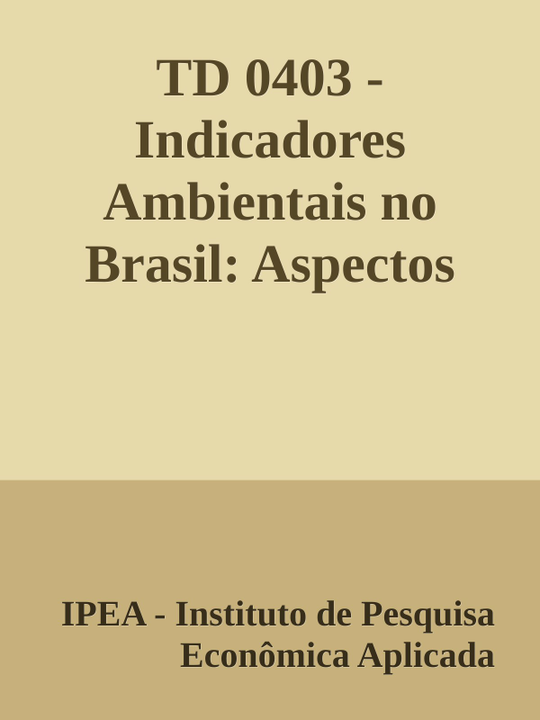 TD 0403 -
Indicadores
Ambientais no
Brasil: Aspectos
IPEA - Instituto de Pesquisa
Econômica Aplicada